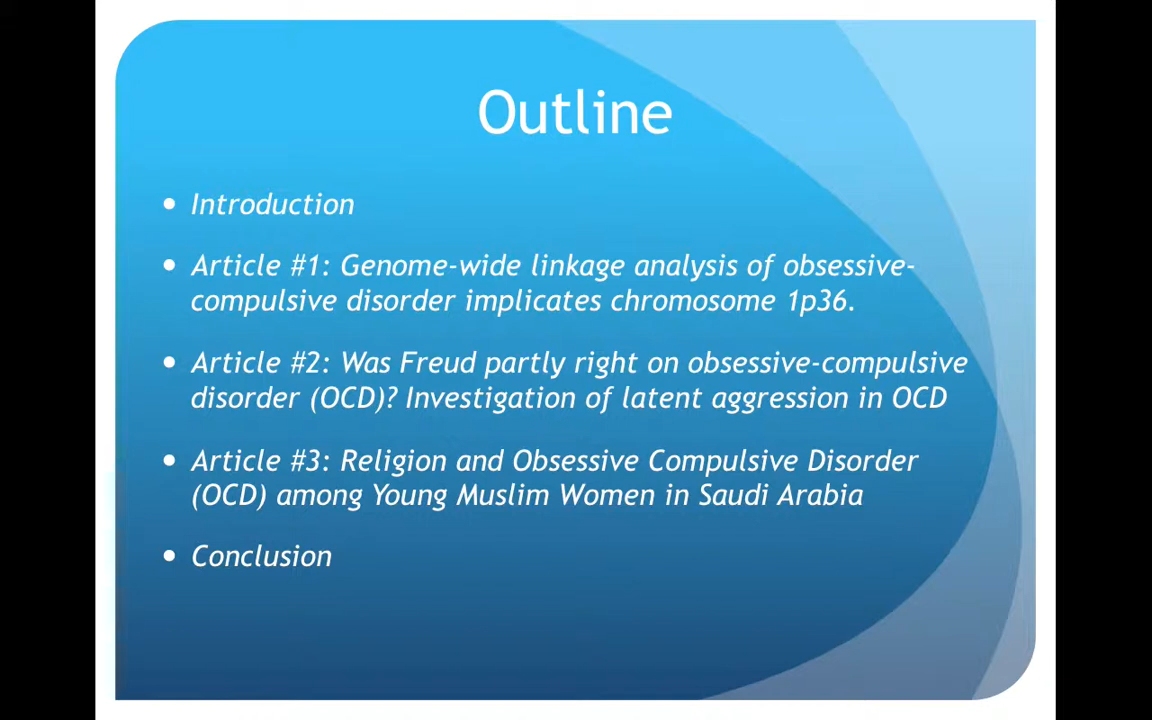 Outline
• Introduction
• Article #1: Genome-wide linkage analysis of obsessive-
compulsive disorder implicates chromosome 1p36.
• Article #2: Was Freud partly right on obsessive-compulsive
disorder (OCD)? Investigation of latent aggression in OCD
• Article #3: Religion and Obsessive Compulsive Disorder
(OCD) among Young Muslim Women in Saudi Arabia
• Conclusion